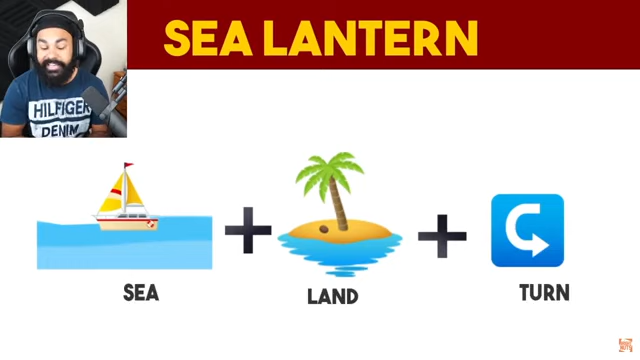 SEA LANTERN
HILFIGER
DENIM
SEA
LAND
TURN